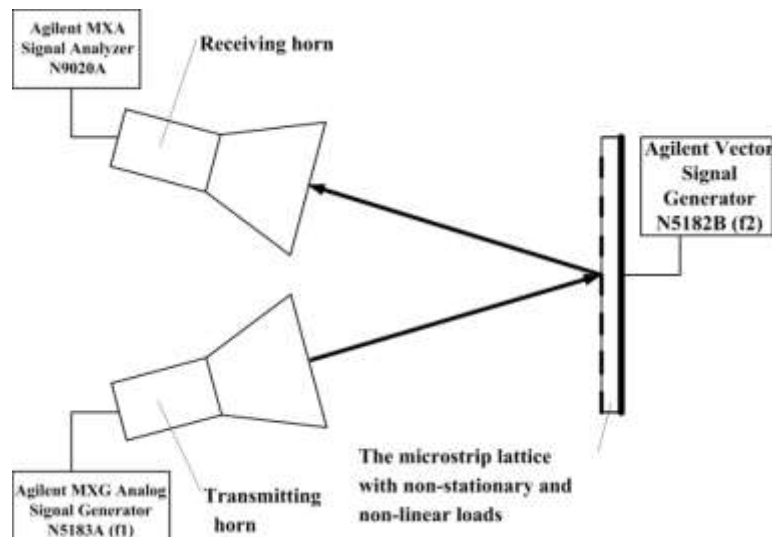 Agilent MXA
Signal Analyzer
N9020A
Receiving horn
Agilent Vector
Signal
Generator
N5182B (f2)
The microstrip lattice
with non-stationary and
non-linear loads
Agilent MXG Analog
Signal Generator
N5183A (f1)
Transmitting
horn